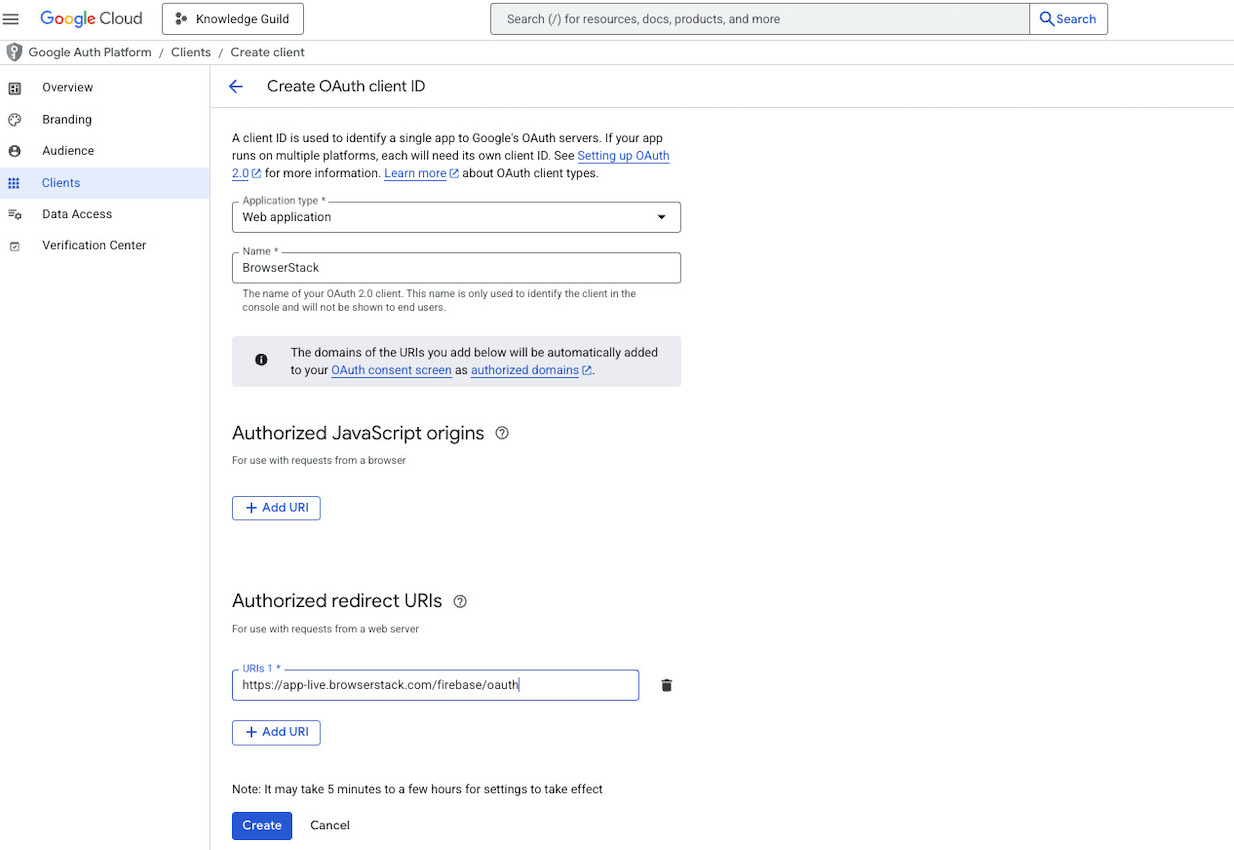 Google Cloud
Knowledge Guild
Search (/) for resources, docs, products, and more
Search
Google Auth Platform / Clients / Create client
Overview
Branding
Audience
Clients
Data Access
Verification Center
Create OAuth client ID
A client ID is used to identify a single app to Google's OAuth servers. If your app
runs on multiple platforms, each will need its own client ID. See Setting up OAuth
2.0 for more information. Learn more about OAuth client types.
Application type *
Web application
Name *
BrowserStack
The name of your OAuth 2.0 client. This name is only used to identify the client in the
console and will not be shown to end users.
The domains of the URIs you add below will be automatically added
to your OAuth consent screen as authorized domains.
Authorized JavaScript origins
For use with requests from a browser
+ Add URI
Authorized redirect URIs
For use with requests from a web server
URIs 1 *
https://app-live.browserstack.com/firebase/oauth
+ Add URI
Note: It may take 5 minutes to a few hours for settings to take effect
Create
Cancel